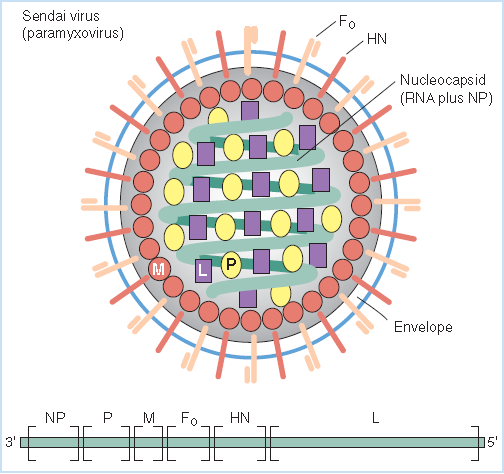 Sendai virus
(paramyxovirus)
F₀
HN
Nucleocapsid
(RNA plus NP)
M
L
P
Envelope
NP P M F₀ HN L
3' 5'